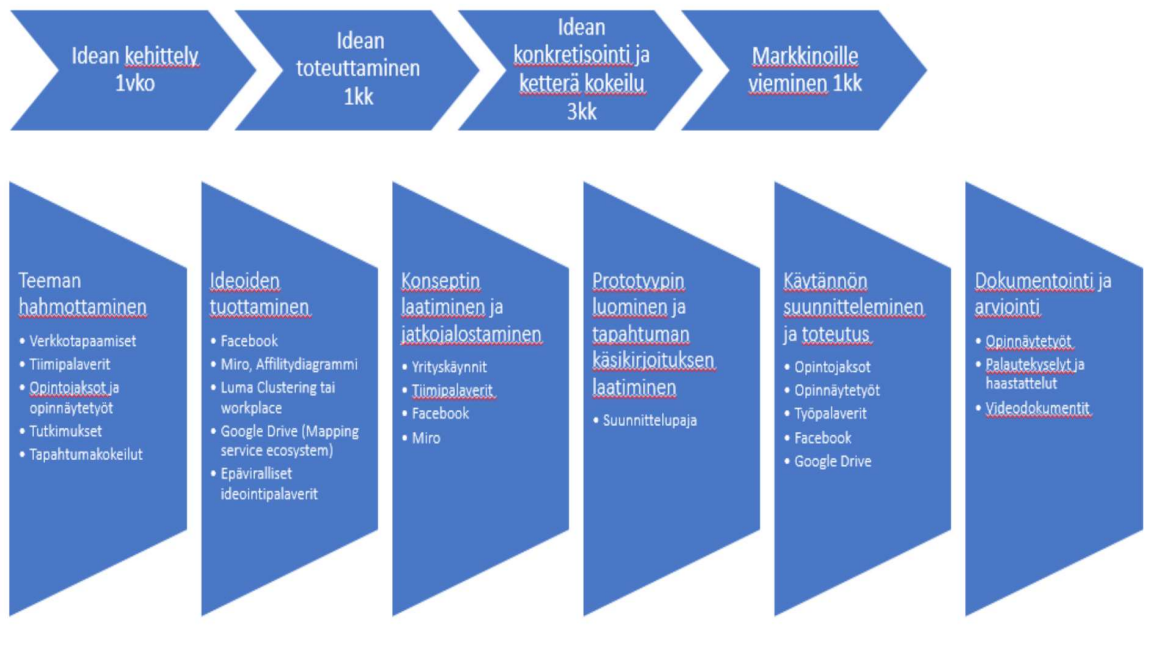 Idean kehittely
1vko
Idean
toteuttaminen
1kk
Idean
konkretisointi ja
ketterä kokeilu
3kk
Markkinoille
vieminen 1kk
Teeman
hahmottaminen
• Verkkotapaamiset
• Tiimipalaverit
• Opintojaksot ja
opinnäytetyöt
• Tutkimukset
• Tapahtumakokeilut
Ideoiden
tuottaminen
• Facebook
• Miro, Affilitydiagrammi
• Luma Clustering tai
workplace
• Google Drive (Mapping
service ecosystem)
• Epäviralliset
ideointipalaverit
Konseptin
laatiminen ja
jatkojalostaminen
• Yrityskäynnit
• Tiimipalaverit
• Facebook
• Miro
Prototyypin
luominen ja
tapahtuman
käsikirjoituksen
laatiminen
• Suunnittelupaja
Käytännön
suunnitteleminen
ja toteutus
• Opintojaksot
• Opinnäytetyöt
• Työpalaverit
• Facebook
• Google Drive
Dokumentointi ja
arviointi
• Opinnäytetyöt
• Palautekyselyt ja
haastattelut
• Videodokumentit